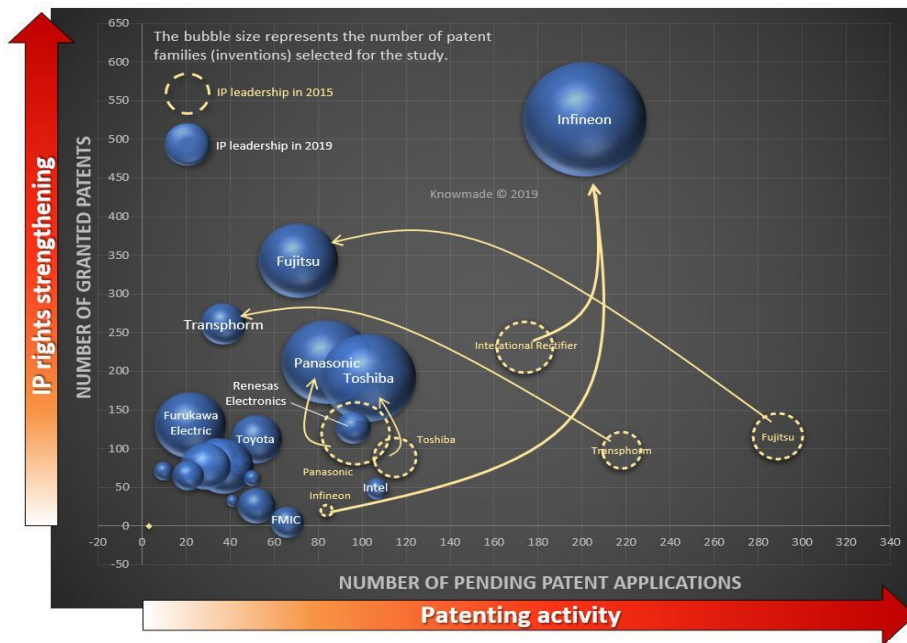 The bubble size represents the number of patent
families (inventions) selected for the study.
IP leadership in 2015
IP leadership in 2019
Knowmade © 2019
IP rights strengthening
NUMBER OF GRANTED PATENTS
650
600
550
500
450
400
350
300
250
200
150
100
50
0
-50
Infineon
Fujitsu
Transphorm
Interational Rectifier
Panasonic
Toshiba
Renesas
Electronics
Furukawa
Electric
Toyota
Toshiba
Panasonic
Transphorm
Fujitsu
Intel
Infineon
FMIC
-20
0
20
40
60
80
100
120
140
160
180
200
220
240
260
280
300
320
340
NUMBER OF PENDING PATENT APPLICATIONS
Patenting activity